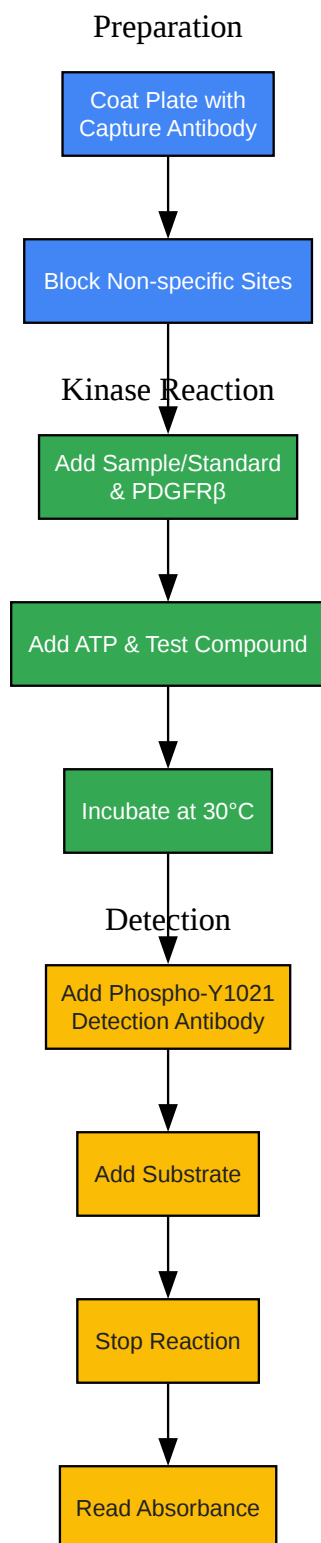 Preparation
Coat Plate with
Capture Antibody
Block Non-specific Sites
Kinase Reaction
Add Sample/Standard
& PDGFRβ
Add ATP & Test Compound
Incubate at 30°C
Detection
Add Phospho-Y1021
Detection Antibody
Add Substrate
Stop Reaction
Read Absorbance